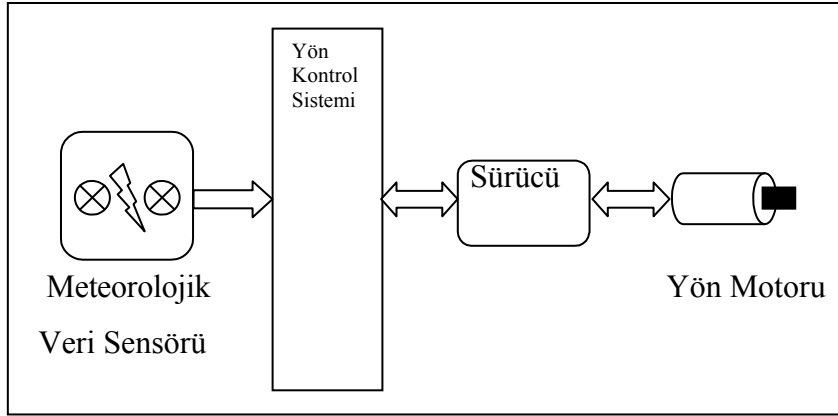 Yön
Kontrol
Sistemi
Sürücü
Meteorolojik
Veri Sensörü
Yön Motoru